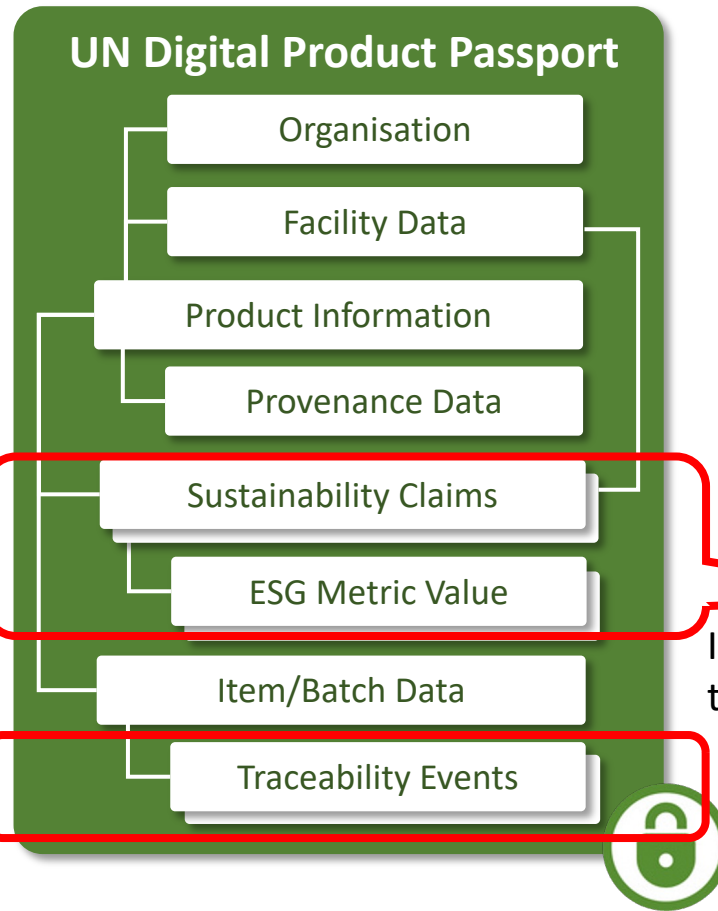 UN Digital Product Passport
Organisation
Facility Data
Product Information
Provenance Data
Sustainability Claims
ESG Metric Value
Item/Batch Data
Traceability Events